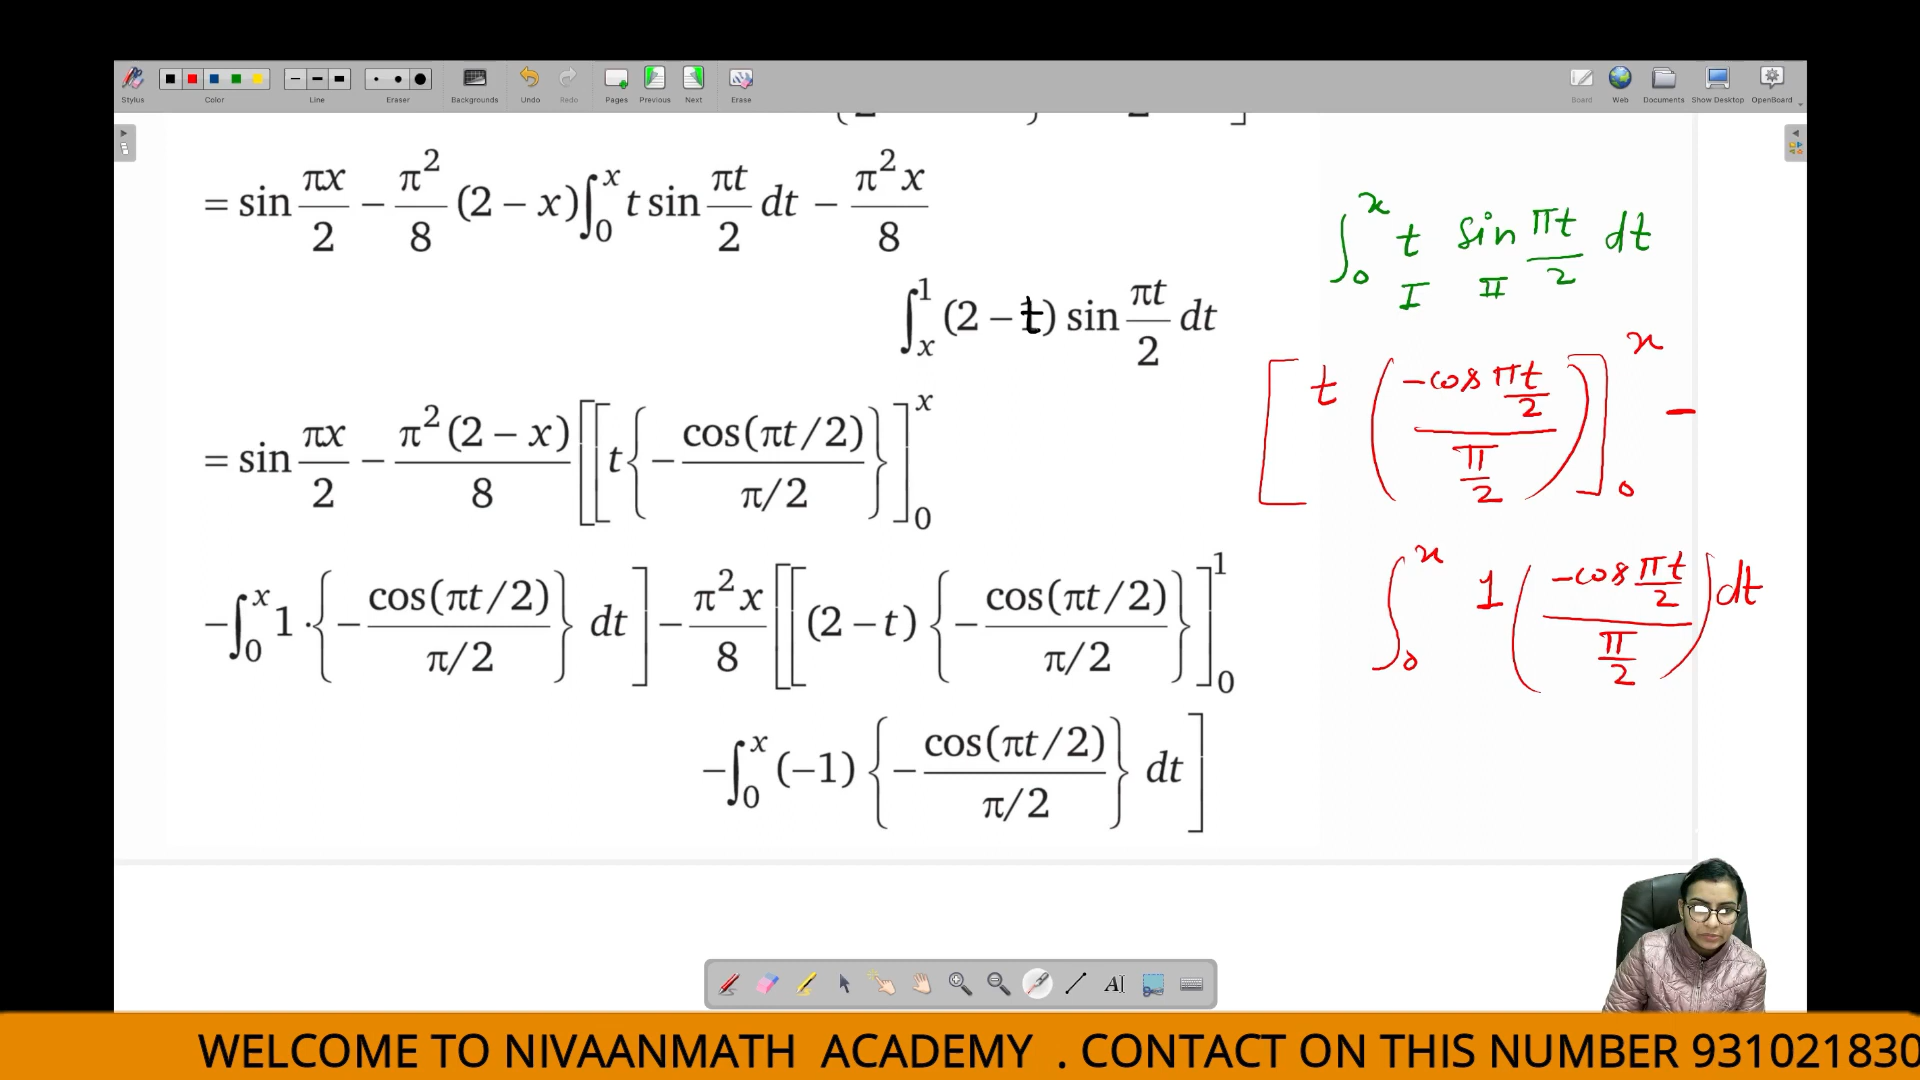 Stylus Color Line Eraser Backgrounds Undo Redo Pages Previous Next Erase Board Web Documents Show Desktop OpenBoard
= sin πx/2 − π²/8 (2 − x)∫₀ˣ t sin πt/2 dt − π²x/8
∫ₓ¹ (2 − t) sin πt/2 dt
= sin πx/2 − π²(2 − x)/8 [[t{− cos(πt/2)/π/2}]₀ˣ
−∫₀ˣ 1·{− cos(πt/2)/π/2} dt] − π²x/8 [[(2 − t){− cos(πt/2)/π/2}]₀¹
−∫₀ˣ (−1){− cos(πt/2)/π/2} dt]
∫₀ˣ t sin πt/2 dt
I II
[t (−cos πt/2 / π/2)]₀ˣ −
∫₀ˣ 1 (−cos πt/2 / π/2) dt
WELCOME TO NIVAANMATH ACADEMY . CONTACT ON THIS NUMBER 931021830